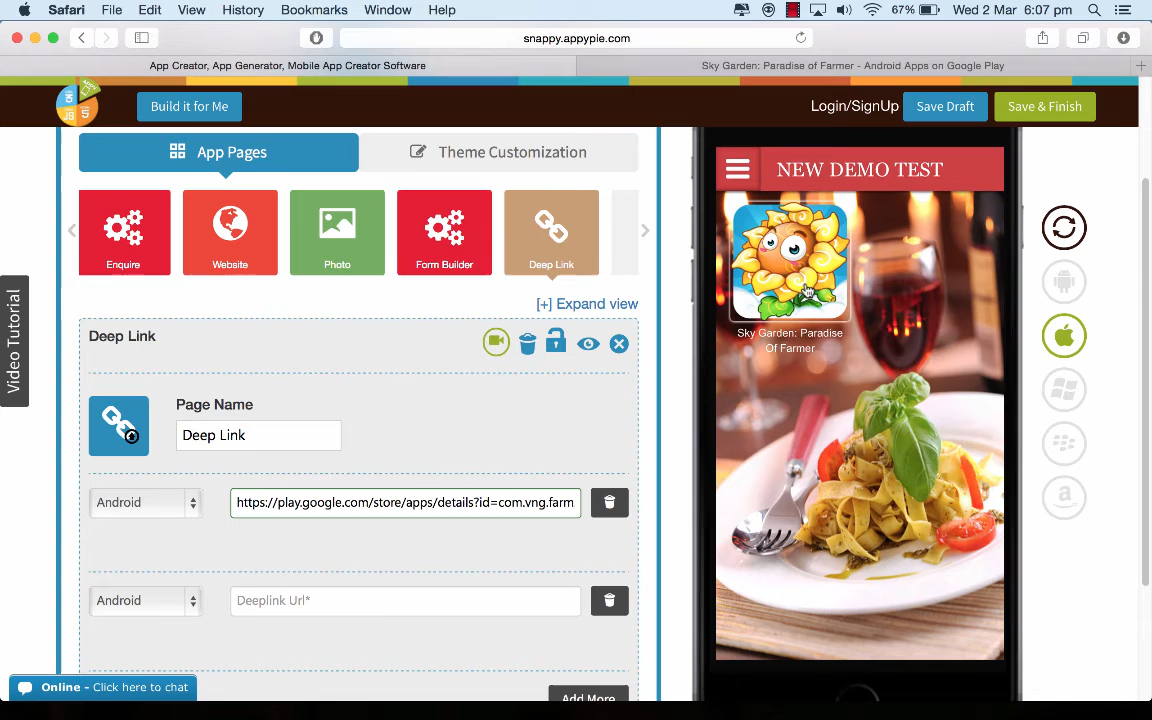 Safari File Edit View History Bookmarks Window Help 67% Wed 2 Mar 6:07 pm
snappy.appypie.com
App Creator, App Generator, Mobile App Creator Software
Sky Garden: Paradise of Farmer - Android Apps on Google Play
Build it for Me
Login/SignUp
Save Draft
Save & Finish
App Pages
Theme Customization
NEW DEMO TEST
Enquire
Website
Photo
Form Builder
Deep Link
[+] Expand view
Video Tutorial
Deep Link
Sky Garden: Paradise
Of Farmer
Page Name
Deep Link
Android
https://play.google.com/store/apps/details?id=com.vng.farm
Android
Deeplink Url*
Online - Click here to chat
Add More